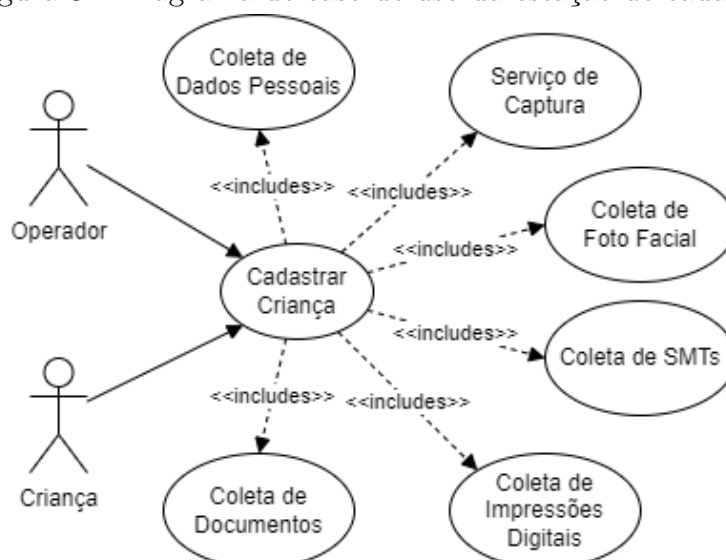 Coleta de
Dados Pessoais
Serviço de
Captura
<<includes>>
<<includes>>
Operador
Coleta de
Foto Facial
<<includes>>
Cadastrar
Criança
<<includes>>
Coleta de SMTs
<<includes>>
<<includes>>
Criança
Coleta de
Documentos
Coleta de
Impressões
Digitais